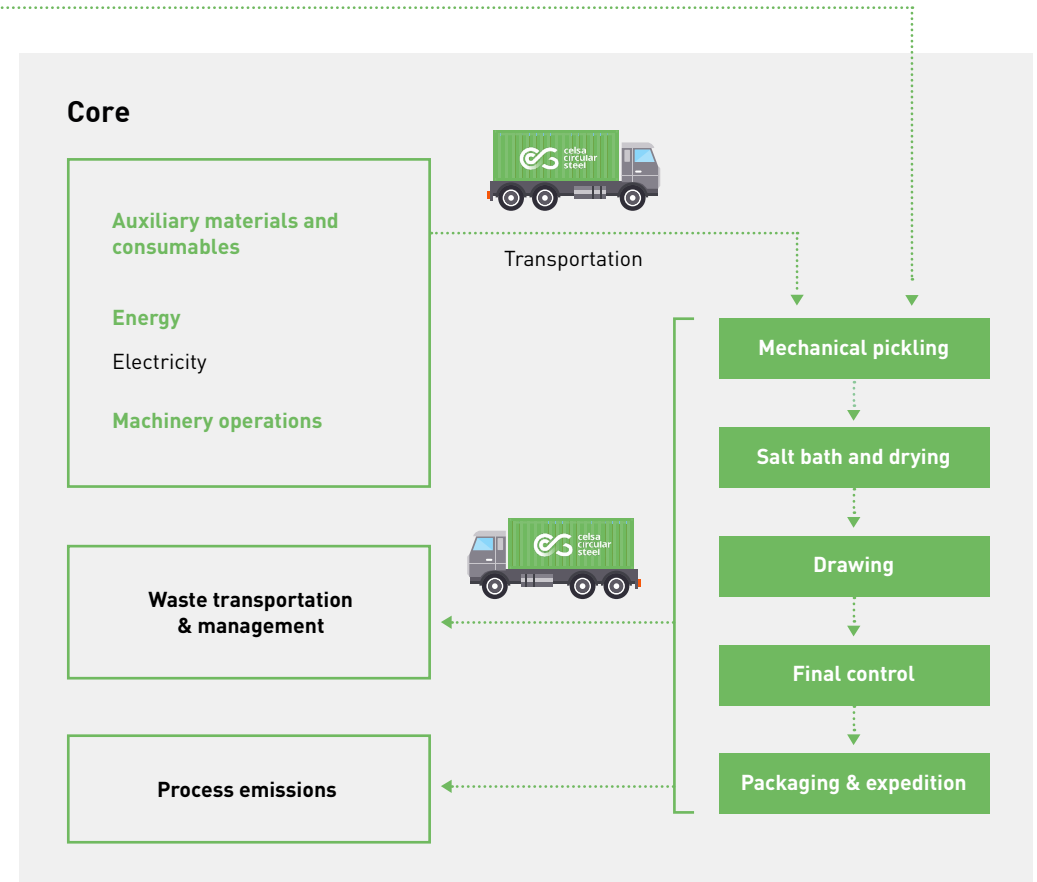 Core
celsa
circular
steel
Auxiliary materials and
consumables
Transportation
Energy
Electricity
Machinery operations
Mechanical pickling
Salt bath and drying
celsa
circular
steel
Drawing
Waste transportation
& management
Final control
Process emissions
Packaging & expedition